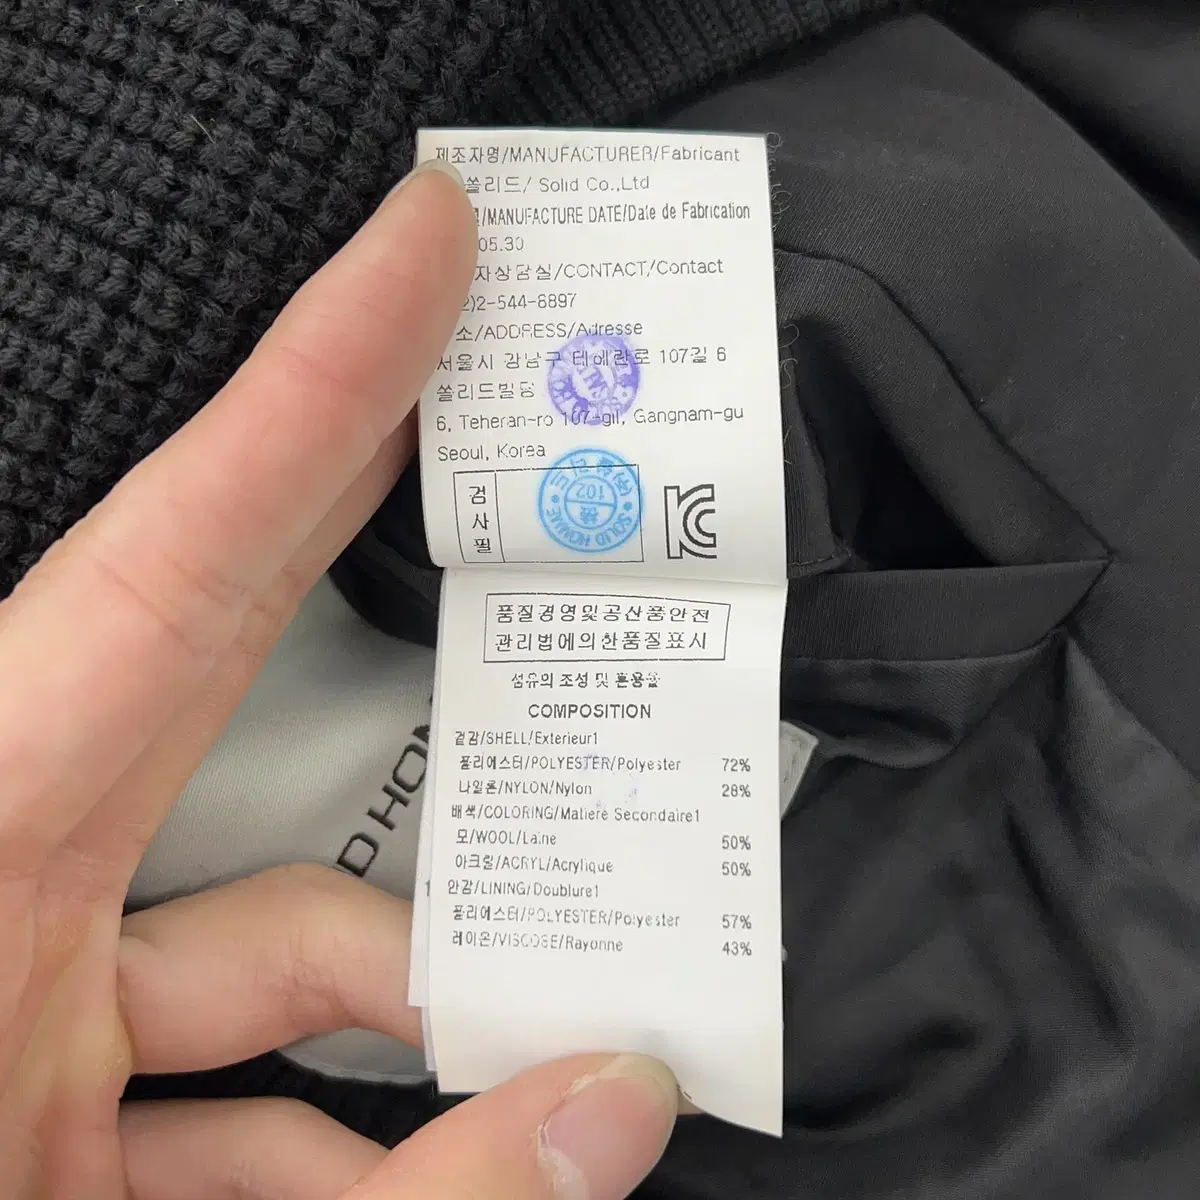 제조자명/MANUFACTURER/Fabricant
쏠리드/ Solid Co.,Ltd
/MANUFACTURE DATE/Date de Fabrication
05.30
자상담실/CONTACT/Contact
2)2-544-8897
소/ADDRESS/Adresse
서울시 강남구 테헤란로 107길 6
쏠리드빌딩
6, Teheran-ro 107-gil, Gangnam-gu
Seoul, Korea
검사필
SOLID HOMME
102
품질경영및공산품안전
관리법에의한품질표시
섬유의 조성 및 혼용율
COMPOSITION
겉감/SHELL/Exterieur1
폴리에스터/POLYESTER/Polyester 72%
나일론/NYLON/Nylon 28%
배색/COLORING/Matiere Secondaire1
모/WOOL/Laine 50%
아크릴/ACRYL/Acrylique 50%
안감/LINING/Doublure1
폴리에스터/POLYESTER/Polyester 57%
레이온/VISCOSE/Rayonne 43%
D HOM